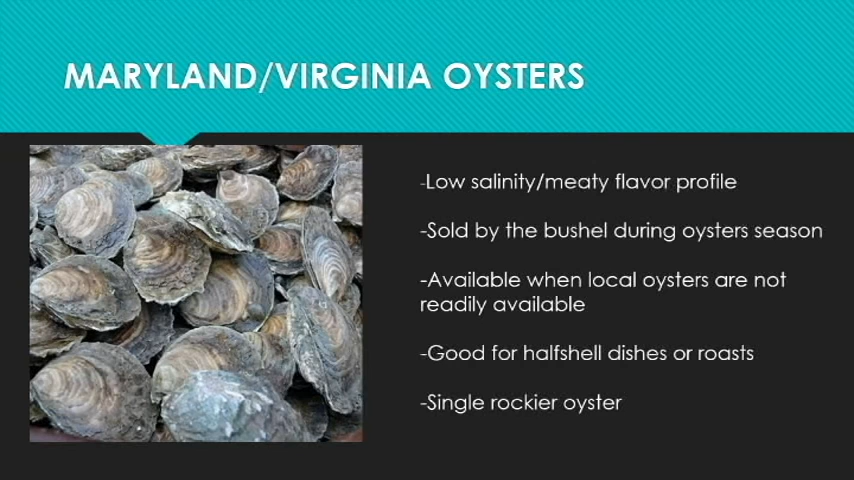 MARYLAND/VIRGINIA OYSTERS
-Low salinity/meaty flavor profile
-Sold by the bushel during oysters season
-Available when local oysters are not
readily available
-Good for halfshell dishes or roasts
-Single rockier oyster